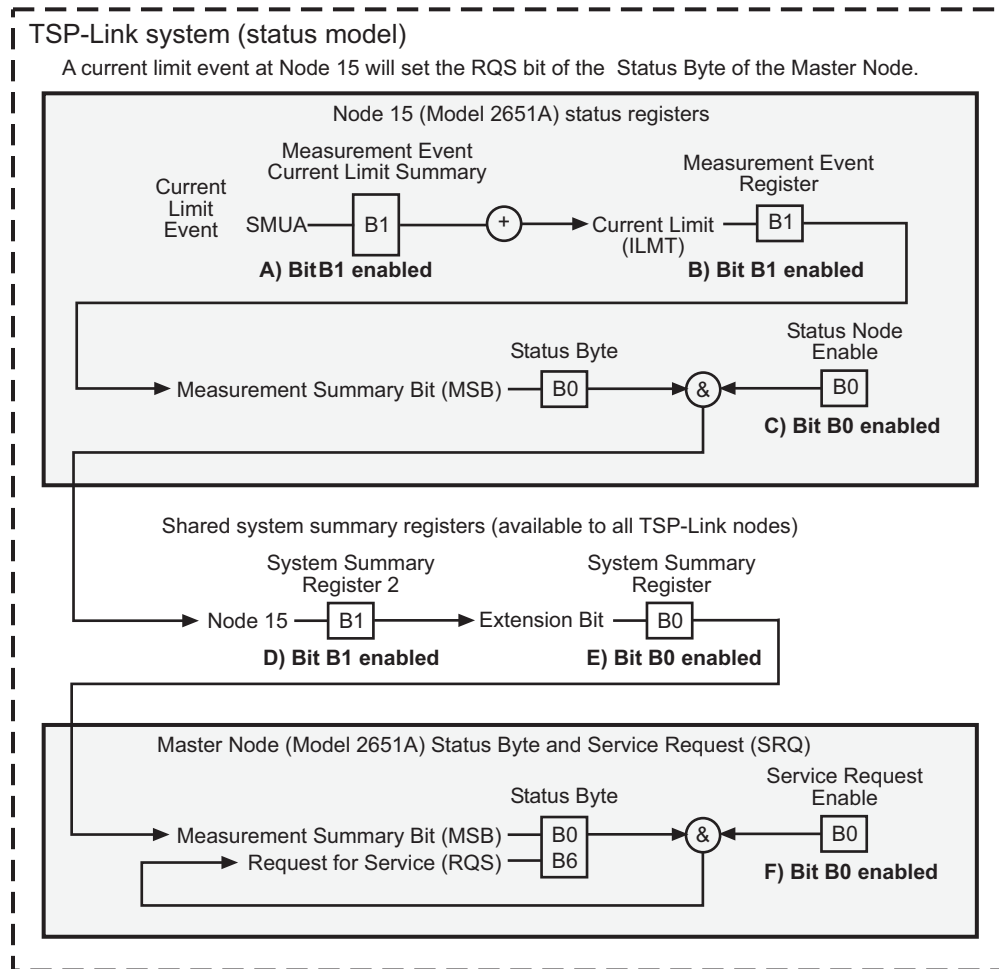 TSP-Link system (status model)
A current limit event at Node 15 will set the RQS bit of the Status Byte of the Master Node.
Node 15 (Model 2651A) status registers
Measurement Event
Current Limit Summary
Measurement Event
Register
Current
Limit
Event
SMUA
B1
+
Current Limit
(ILMT)
B1
A) BitB1 enabled
B) Bit B1 enabled
Status Byte
Status Node
Enable
Measurement Summary Bit (MSB)
B0
&
B0
C) Bit B0 enabled
Shared system summary registers (available to all TSP-Link nodes)
System Summary
Register 2
System Summary
Register
Node 15
B1
Extension Bit
B0
D) Bit B1 enabled
E) Bit B0 enabled
Master Node (Model 2651A) Status Byte and Service Request (SRQ)
Status Byte
Service Request
Enable
Measurement Summary Bit (MSB)
B0
&
B0
Request for Service (RQS)
B6
F) Bit B0 enabled